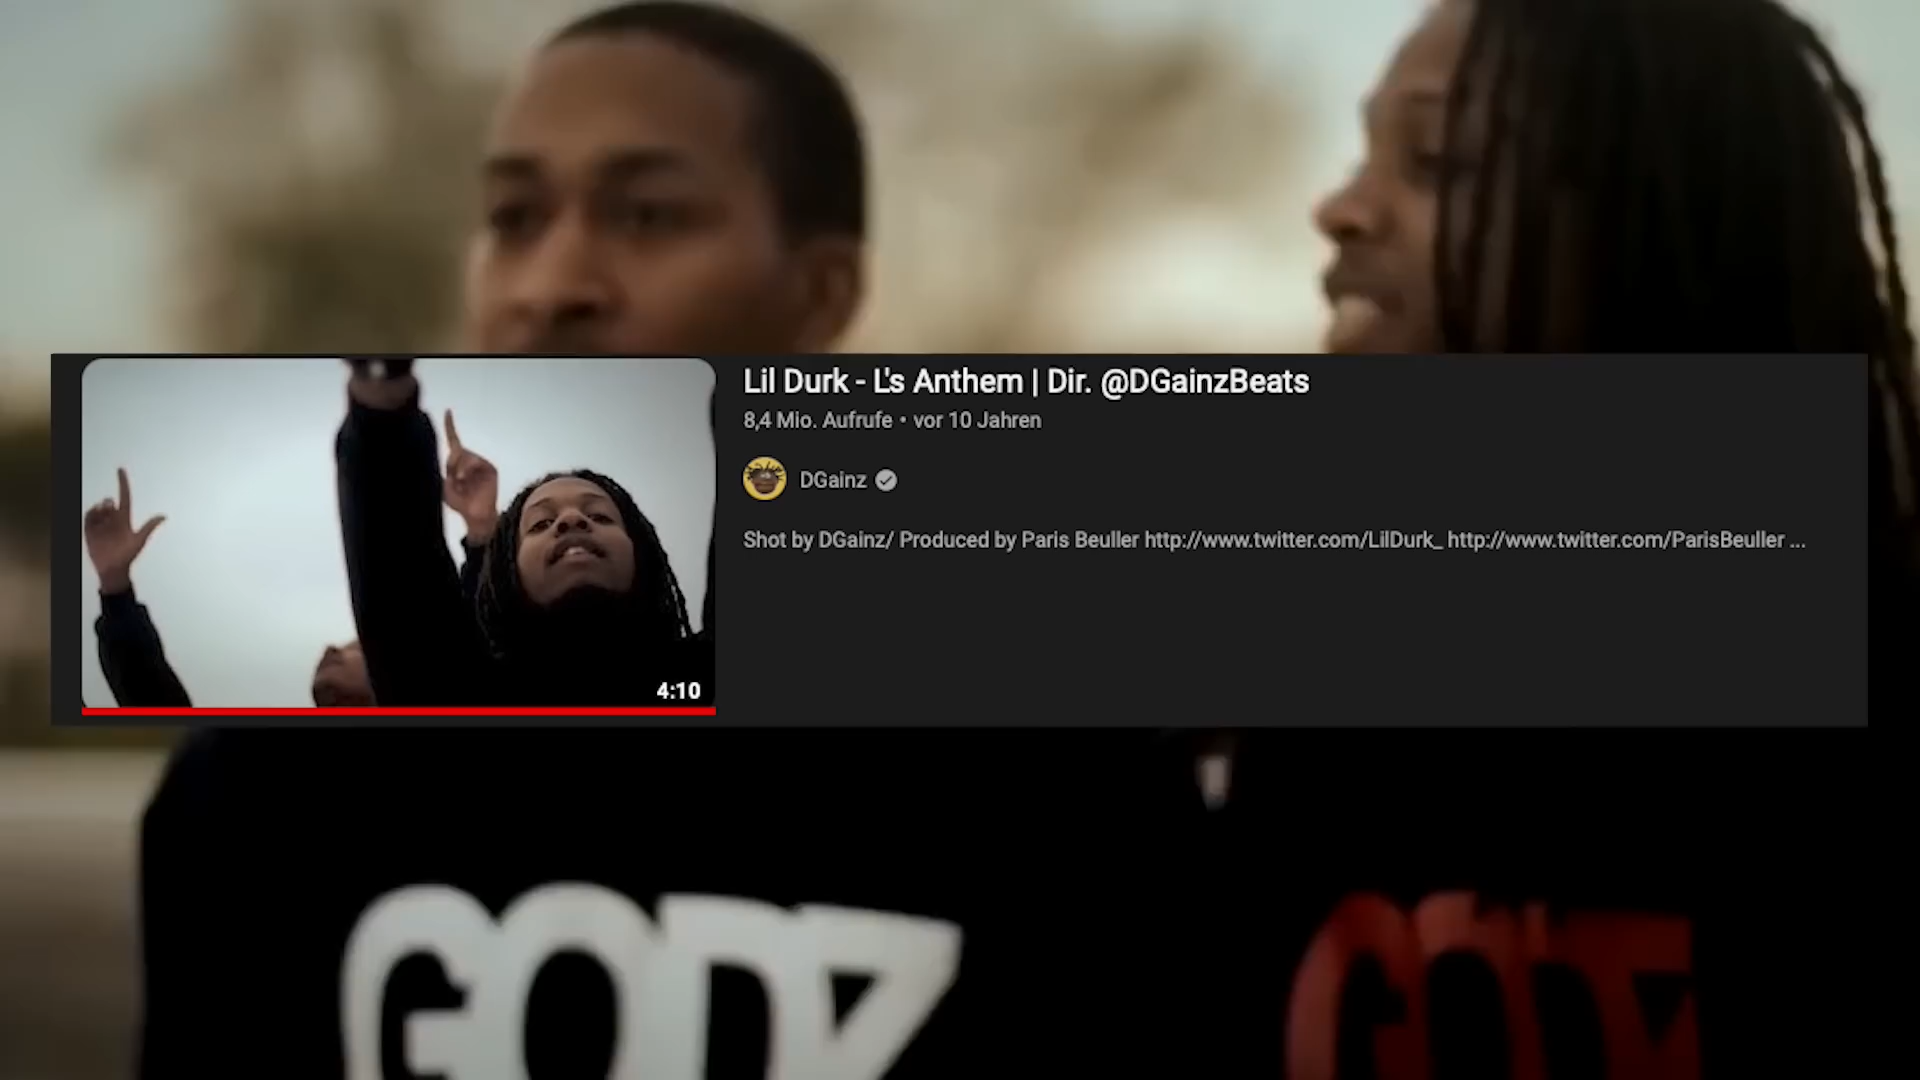 Lil Durk - L's Anthem | Dir. @DGainzBeats
8,4 Mio. Aufrufe • vor 10 Jahren
DGainz
Shot by DGainz/ Produced by Paris Beuller http://www.twitter.com/LilDurk_ http://www.twitter.com/ParisBeuller ...
4:10
GODZ
GODZ